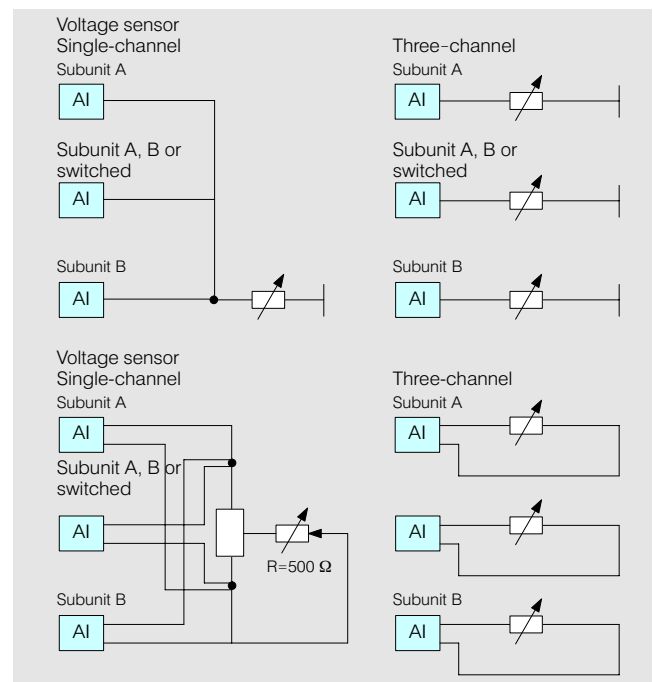 Voltage sensor
Single-channel
Subunit A
AI
Subunit A, B or
switched
AI
Subunit B
AI
Three-channel
Subunit A
AI
Subunit A, B or
switched
AI
Subunit B
AI
Voltage sensor
Single-channel
Subunit A
AI
Subunit A, B or
switched
AI
R=500 Ω
Subunit B
AI
Three-channel
Subunit A
AI
AI
Subunit B
AI